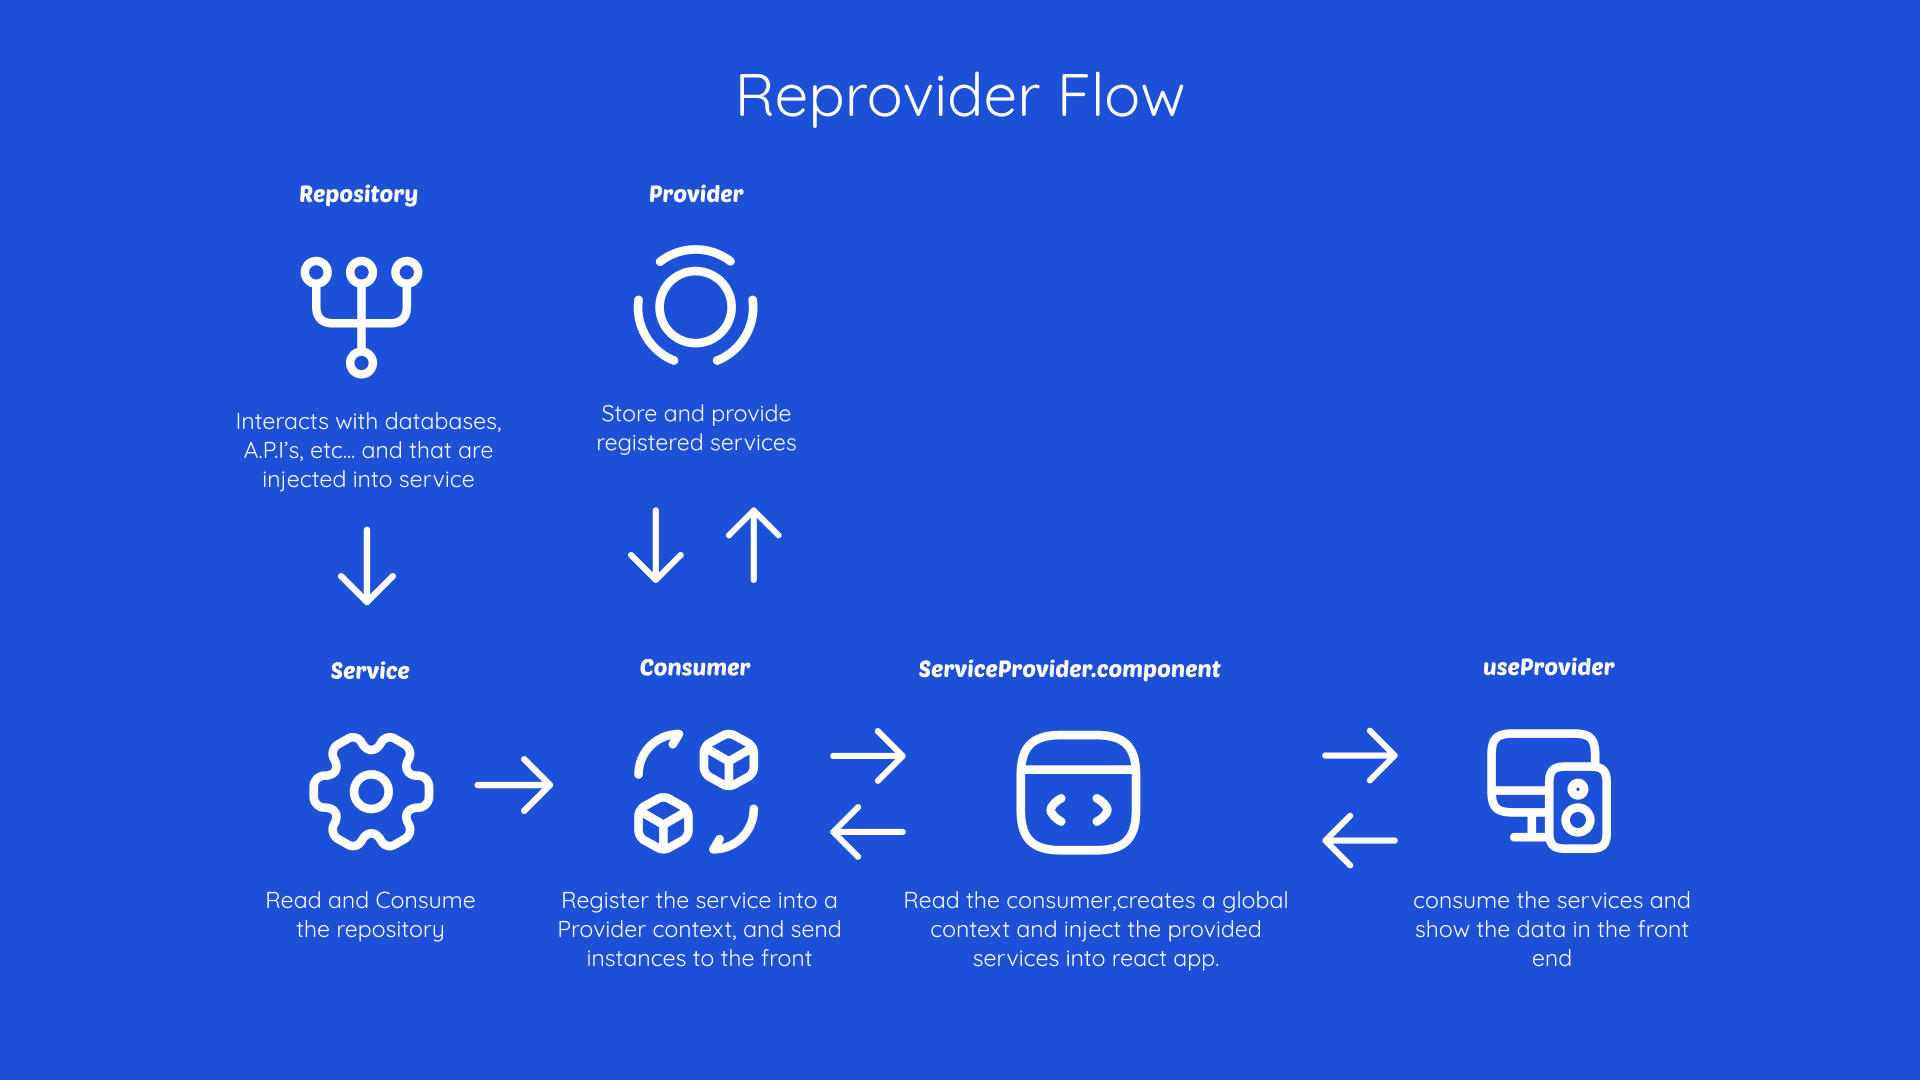 Reprovider Flow
Repository
Interacts with databases,
A.P.I’s, etc... and that are
injected into service
Provider
Store and provide
registered services
Service
Read and Consume
the repository
Consumer
Register the service into a
Provider context, and send
instances to the front
ServiceProvider.component
Read the consumer,creates a global
context and inject the provided
services into react app.
useProvider
consume the services and
show the data in the front
end